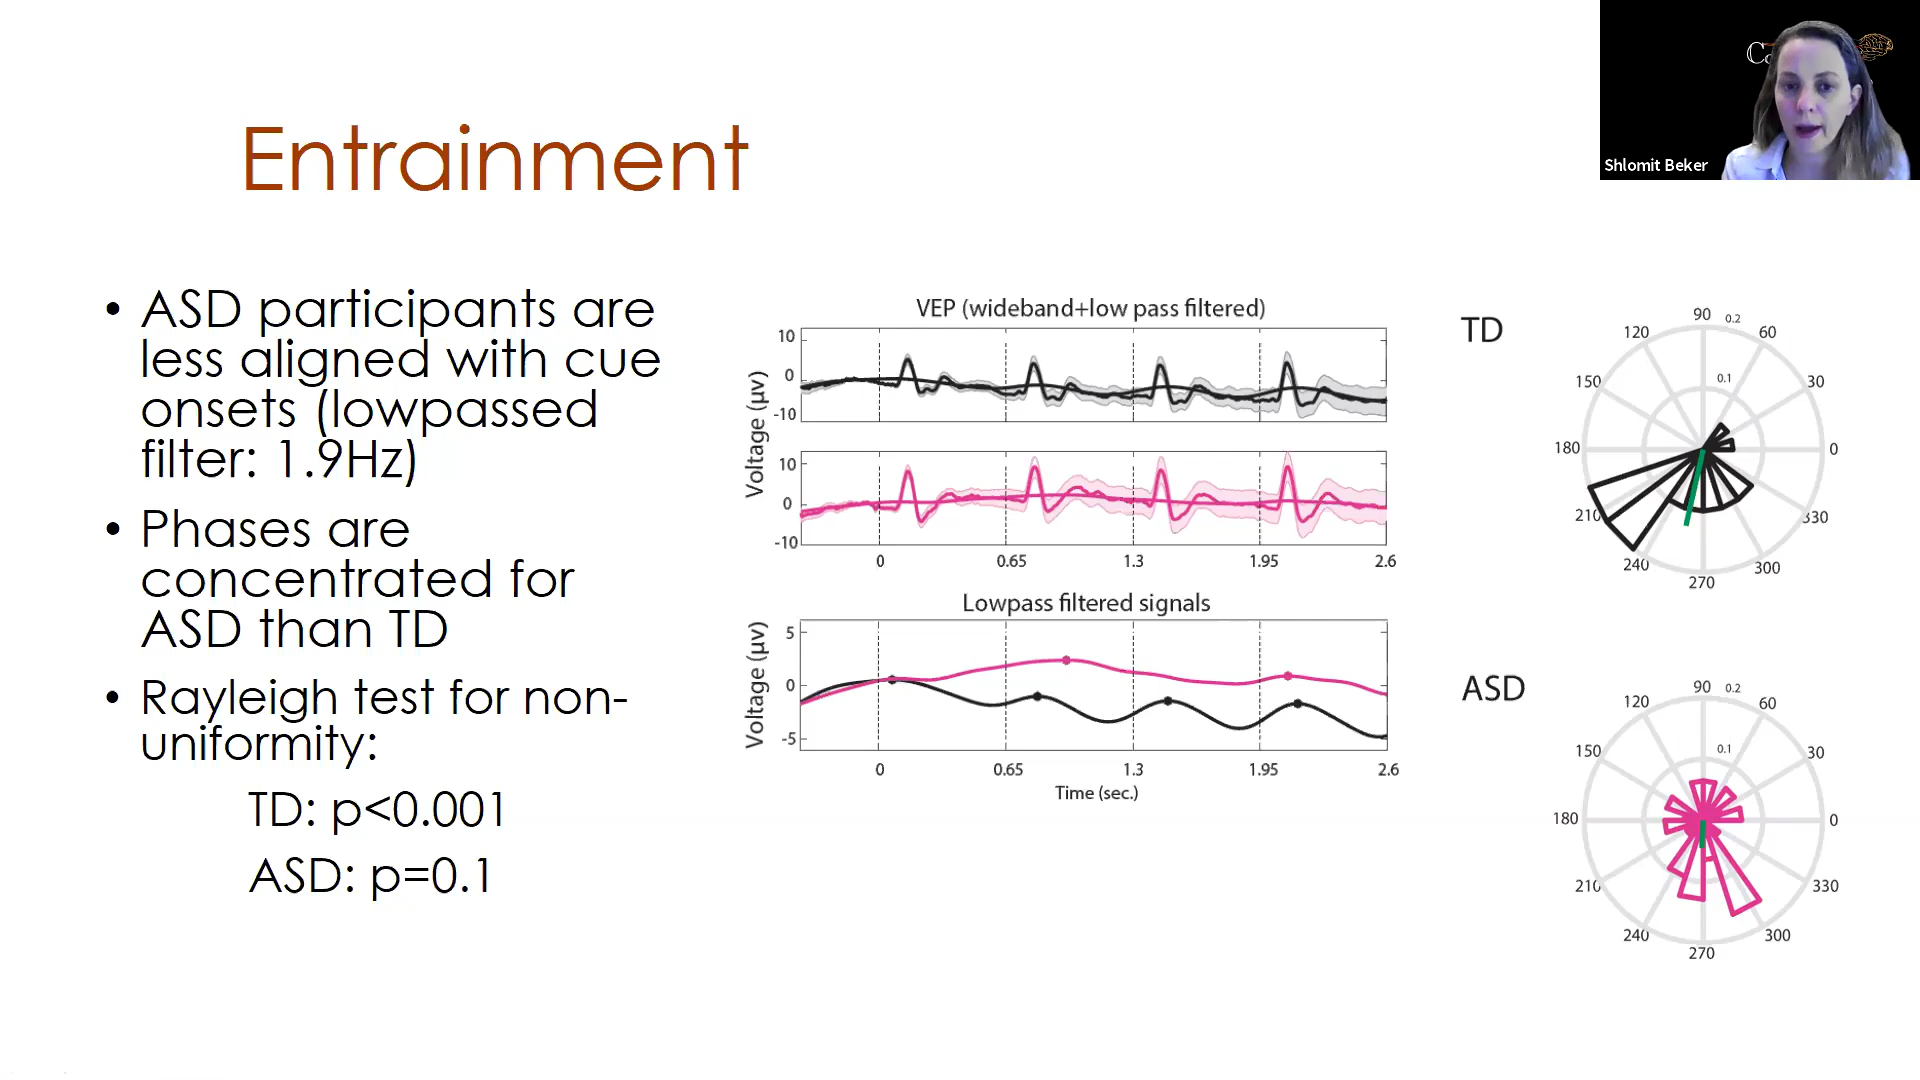 Shlomit Beker
Entrainment
• ASD participants are
less aligned with cue
onsets (lowpassed
filter: 1.9Hz)
• Phases are
concentrated for
ASD than TD
• Rayleigh test for non-
uniformity:
TD: p<0.001
ASD: p=0.1
VEP (wideband+low pass filtered)
Voltage (μv)
10
0
-10
10
0
-10
0 0.65 1.3 1.95 2.6
Lowpass filtered signals
Voltage (μv)
5
0
-5
0 0.65 1.3 1.95 2.6
Time (sec.)
TD
90 0.2
120 60
150 0.1 30
180 0
210 330
240 300
270
ASD
90 0.2
120 60
150 0.1 30
180 0
210 330
240 300
270